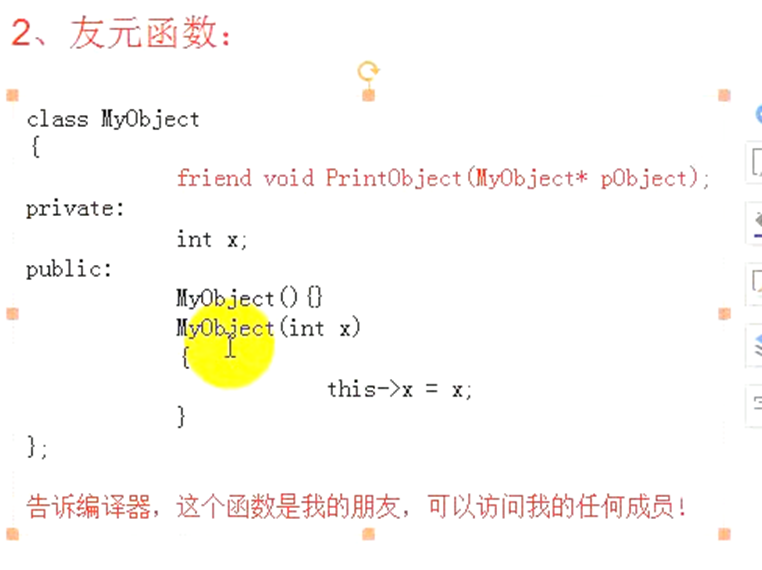 2、友元函数：
class MyObject
{
friend void PrintObject(MyObject* pObject);
private:
int x;
public:
MyObject(){}
MyObject(int x)
{
this->x = x;
}
};
告诉编译器，这个函数是我的朋友，可以访问我的任何成员！